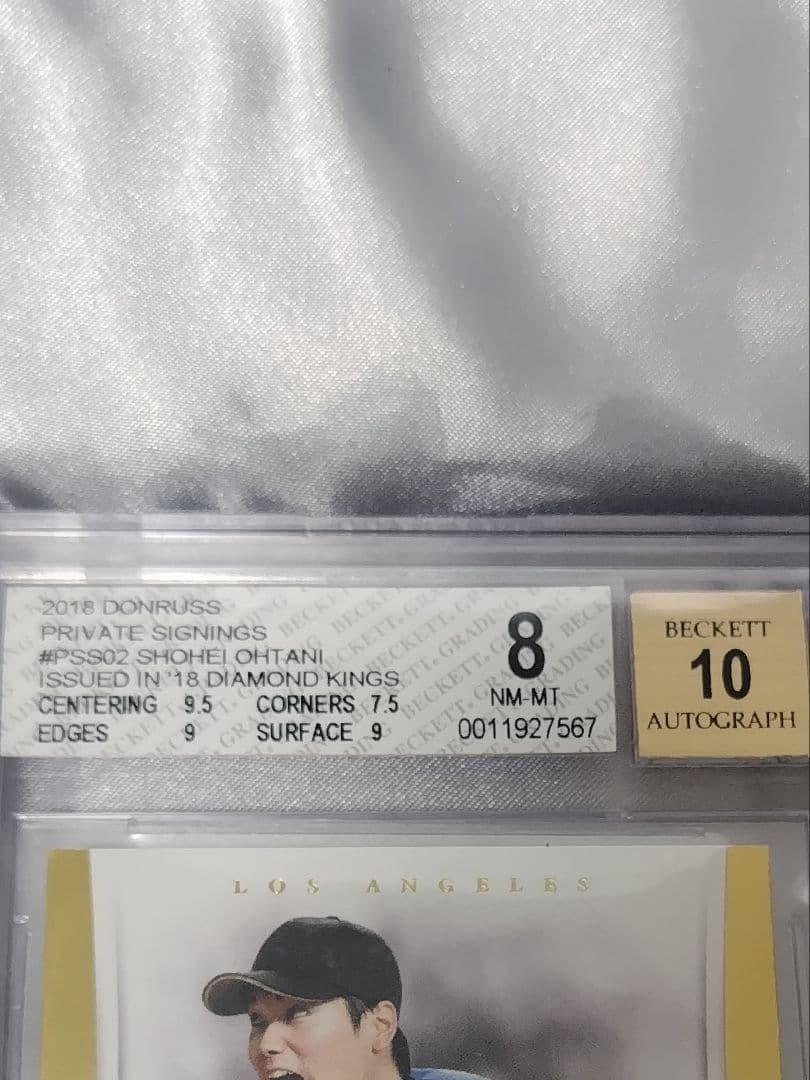 2018 DONRUSS
PRIVATE SIGNINGS
#PSS02 SHOHEI OHTANI
ISSUED IN '18 DIAMOND KINGS
CENTERING 9.5 CORNERS 7.5
EDGES 9 SURFACE 9
8
NM-MT
0011927567
BECKETT
10
AUTOGRAPH
LOS ANGELES